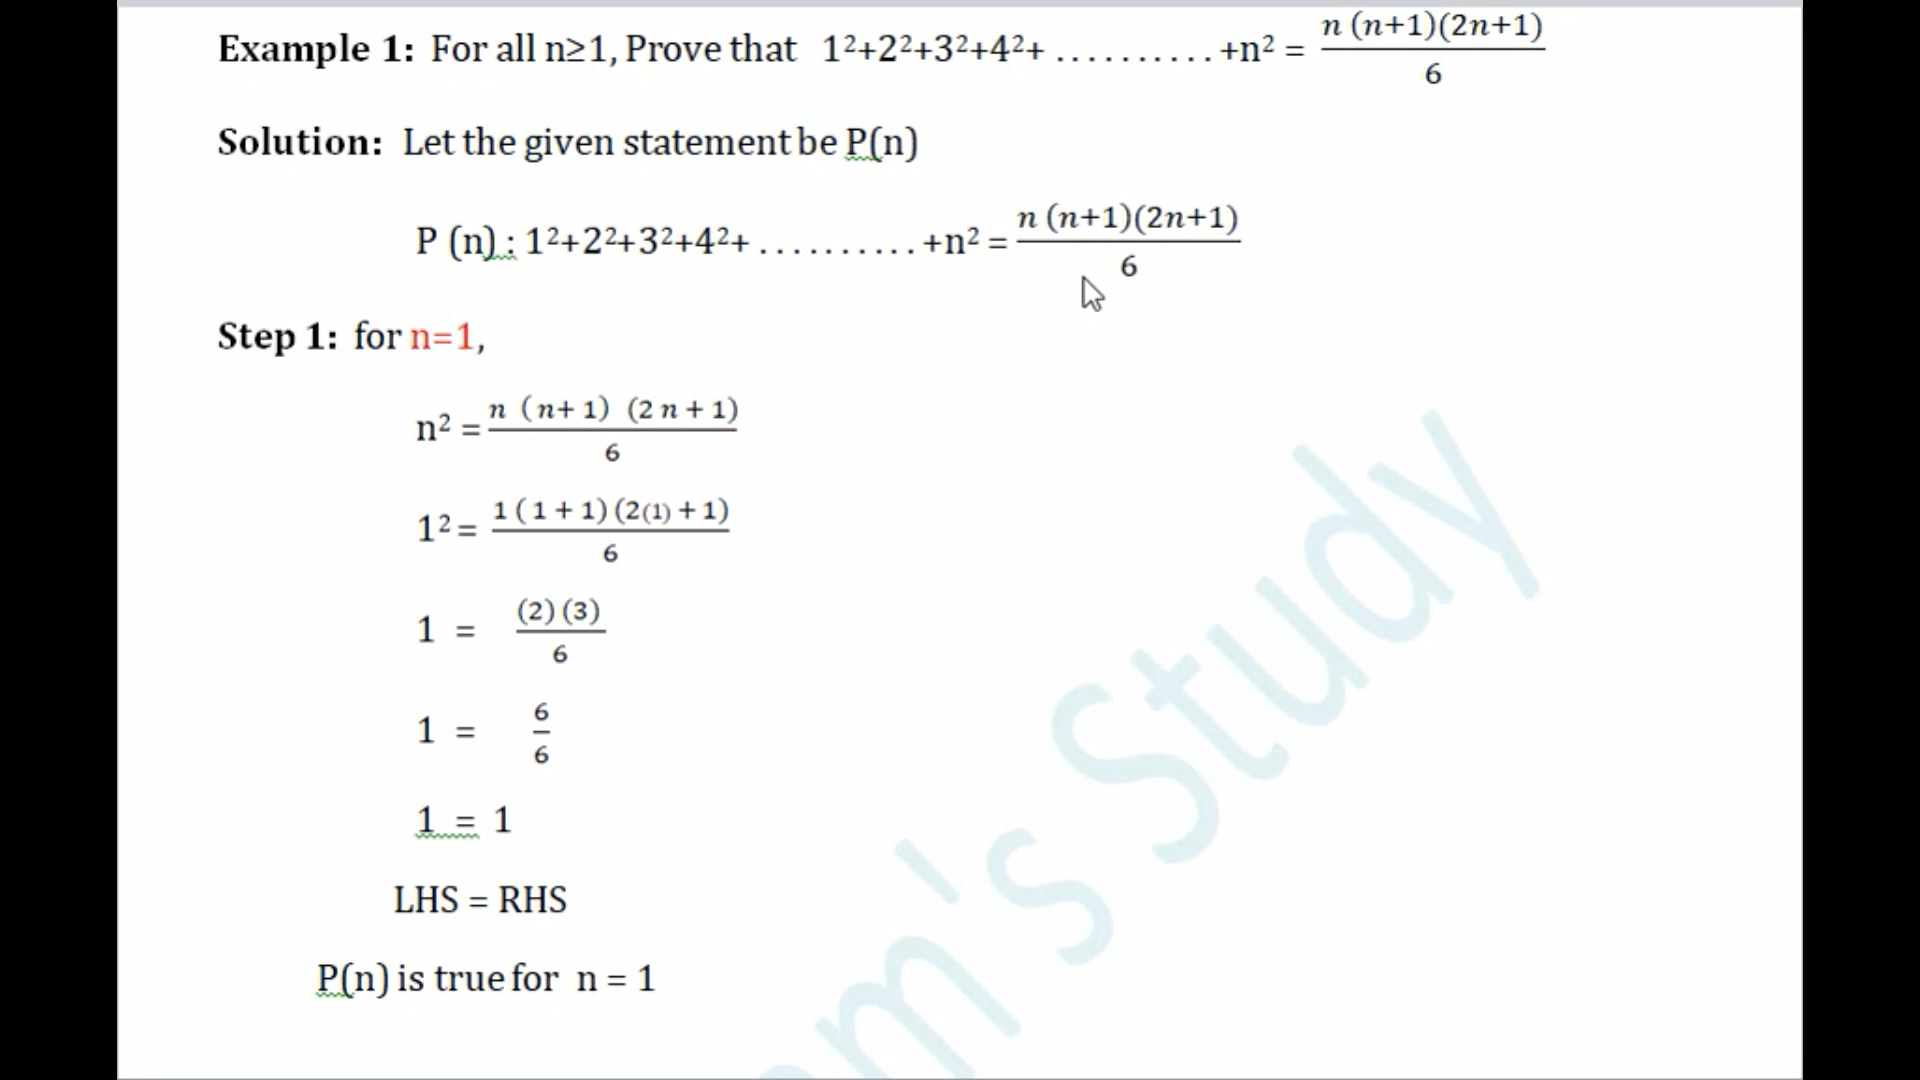 Example 1: For all n≥1, Prove that 1²+2²+3²+4²+ .......... +n² = n (n+1)(2n+1) / 6
Solution: Let the given statement be P(n)
P (n) : 1²+2²+3²+4²+ .......... +n² = n (n+1)(2n+1) / 6
Step 1: for n=1,
n² = n (n+ 1) (2 n + 1) / 6
1² = 1 ( 1 + 1) (2(1) + 1) / 6
1 = (2) (3) / 6
1 = 6 / 6
1 = 1
LHS = RHS
P(n) is true for n = 1
m's Study